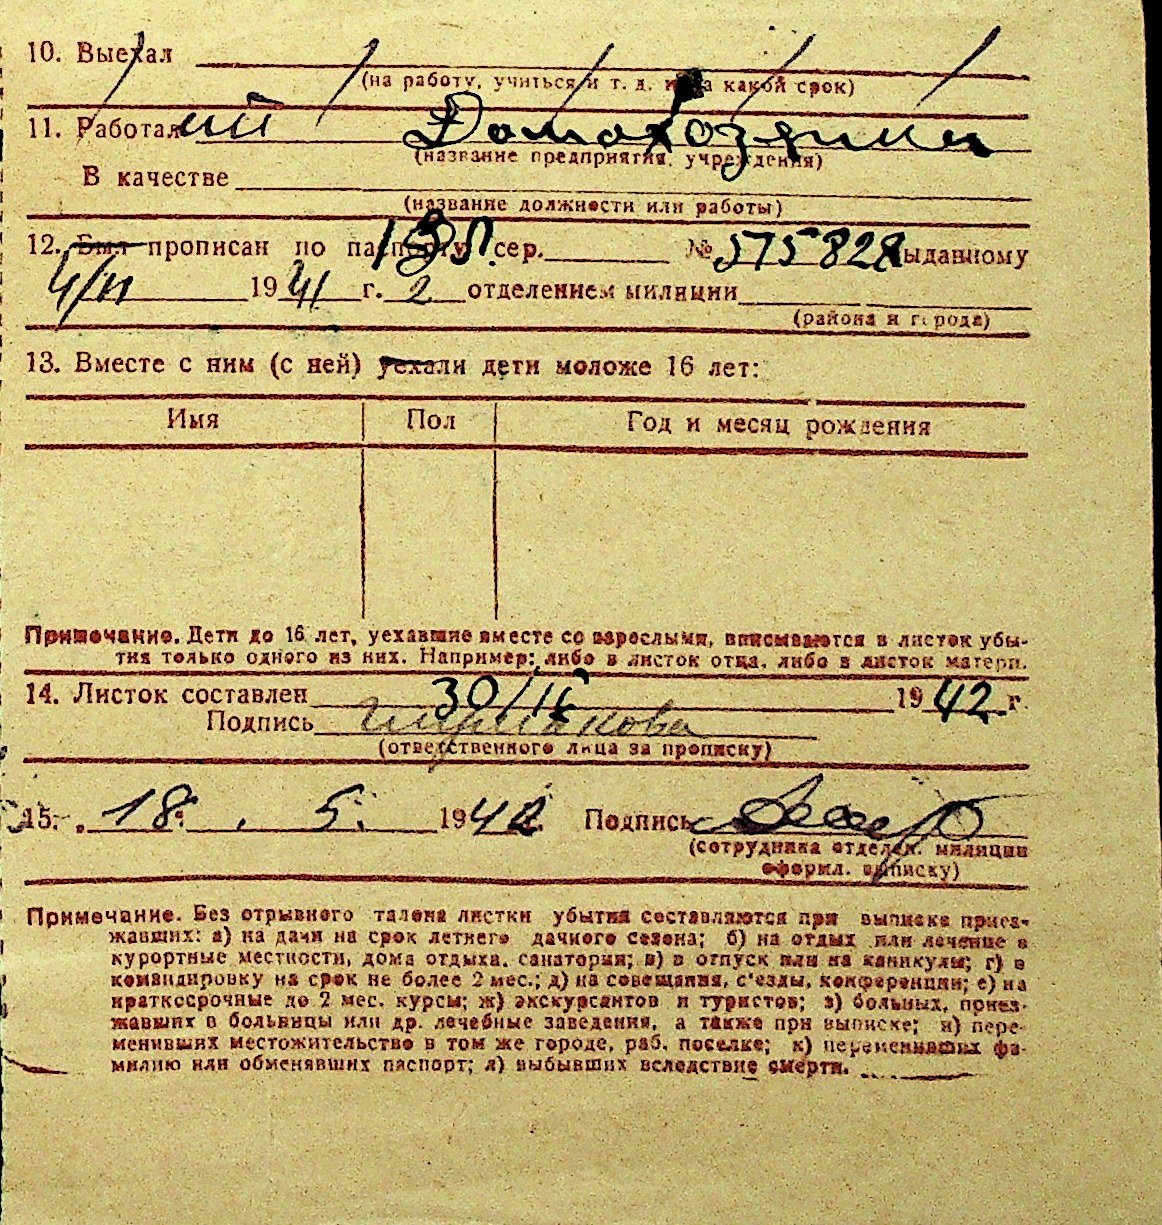 10. Выехал
(на работу, учиться и т. д. и на какой срок)
11. Работал Домохозяйка
(название предприятия, учреждения)
В качестве
(название должности или работы)
12. Был прописан по паспорту сер. № 575828 выданному
4/II 1941 г. 2 отделением милиции
(района и города)
13. Вместе с ним (с ней) уехали дети моложе 16 лет:
Имя Пол Год и месяц рождения
Примечание. Дети до 16 лет, уехавшие вместе со взрослыми, вписываются в листок убы-
тия только одного из них. Например: либо в листок отца, либо в листок матери.
14. Листок составлен 30/IV 1942 г
Подпись
(ответственного лица за прописку)
15. „18“ 5. 1942 Подпись
(сотрудника отделен. милиции
оформл. выписку)
Примечание. Без отрывного талона листки убытия составляются при выписке приез-
жавших: а) на дачи на срок летнего дачного сезона; б) на отдых или лечение в
курортные местности, дома отдыха, санатории; в) в отпуск или на каникулы; г) в
командировку на срок не более 2 мес.; д) на совещания, с'езды, конференции; е) на
краткосрочные до 2 мес. курсы; ж) экскурсантов и туристов; з) больных, приез-
жавших в больницы или др. лечебные заведения, а также при выписке; и) пере-
менивших местожительство в том же городе, раб. поселке; к) переменивших фа-
милию или обменявших паспорт; л) выбывших вследствие смерти.